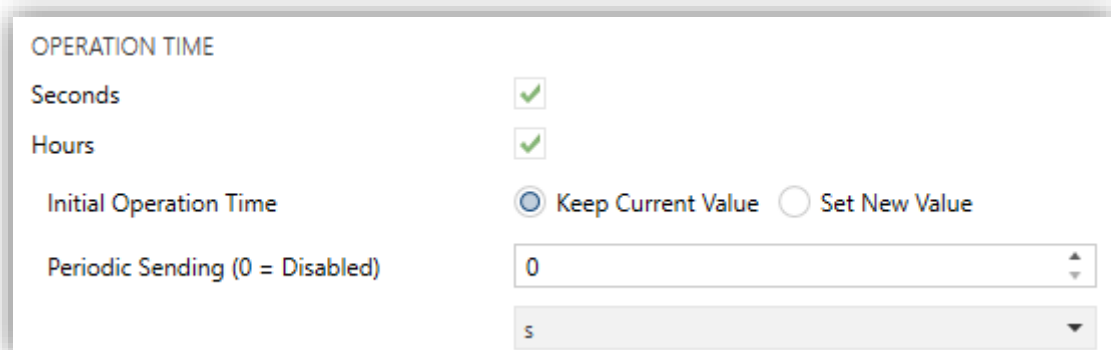 OPERATION TIME
Seconds
Hours
Initial Operation Time Keep Current Value Set New Value
Periodic Sending (0 = Disabled) 0
s